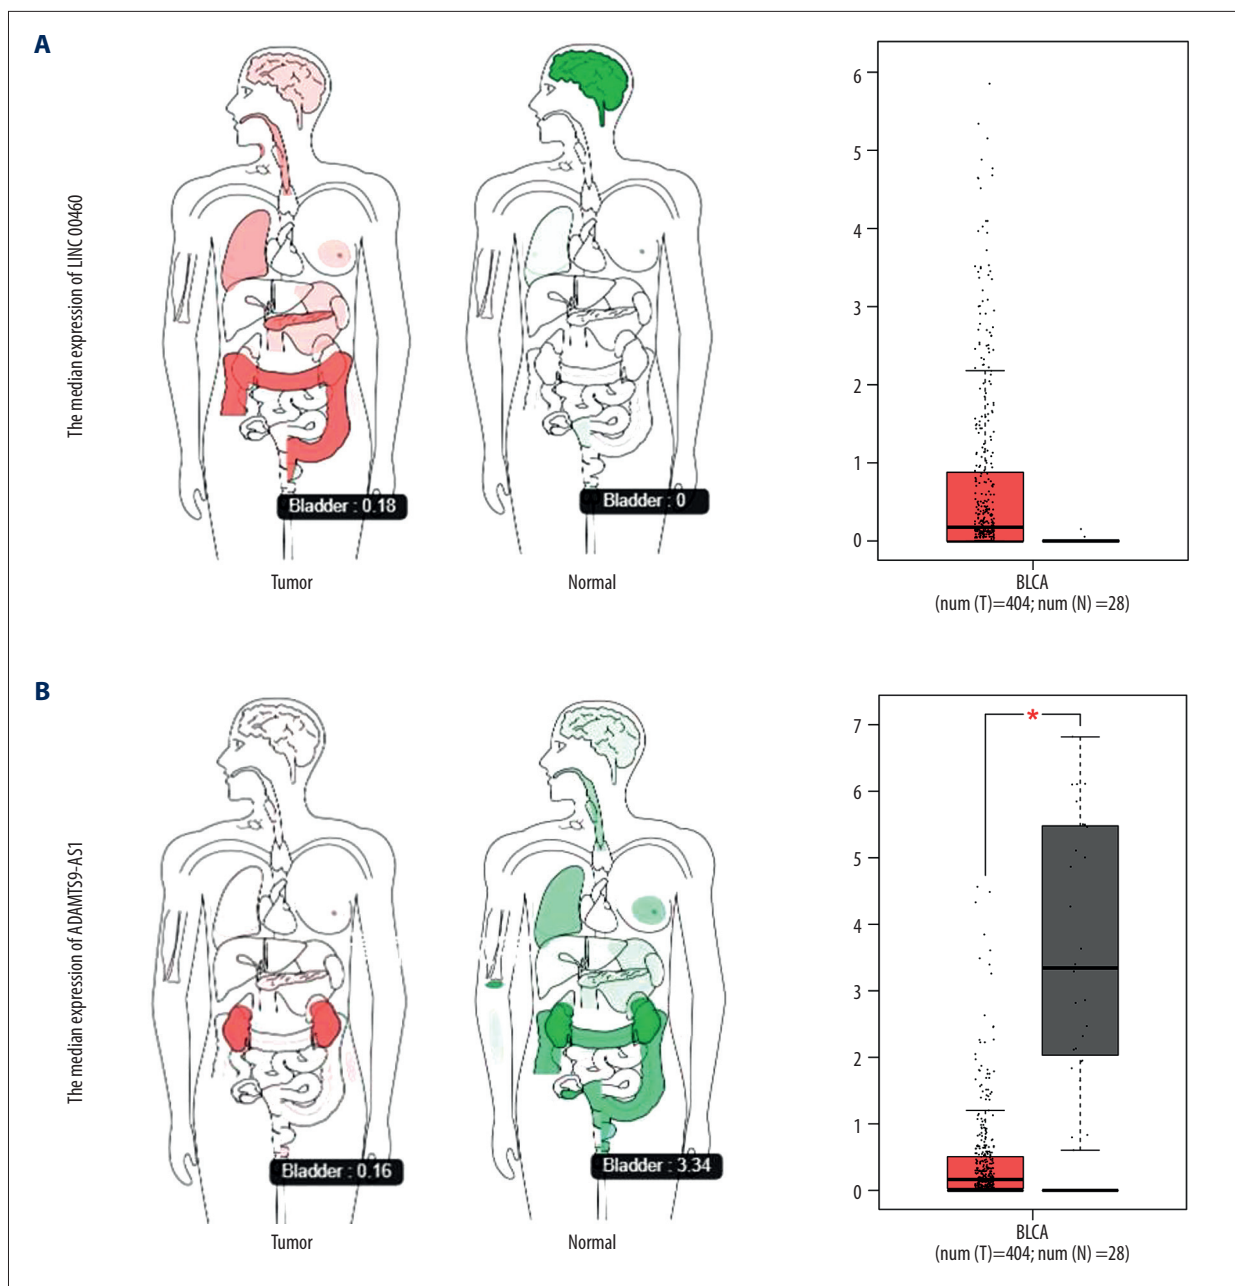 A
The median expression of LINC 00460
Bladder : 0.18
Bladder : 0
Tumor
Normal
6
5
4
3
2
1
0
BLCA
(num (T)=404; num (N) =28)
B
The median expression of ADAMTS9-AS1
Bladder : 0.16
Bladder : 3.34
Tumor
Normal
7
6
5
4
3
2
1
0
*
BLCA
(num (T)=404; num (N) =28)